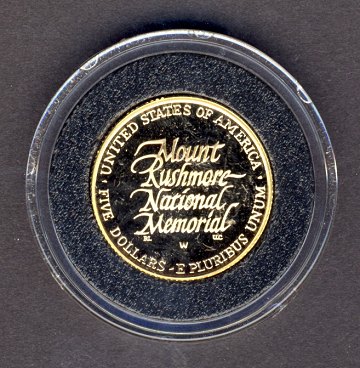 UNITED STATES OF AMERICA
Mount
Rushmore
National
Memorial
W
FIVE DOLLARS - E PLURIBUS UNUM